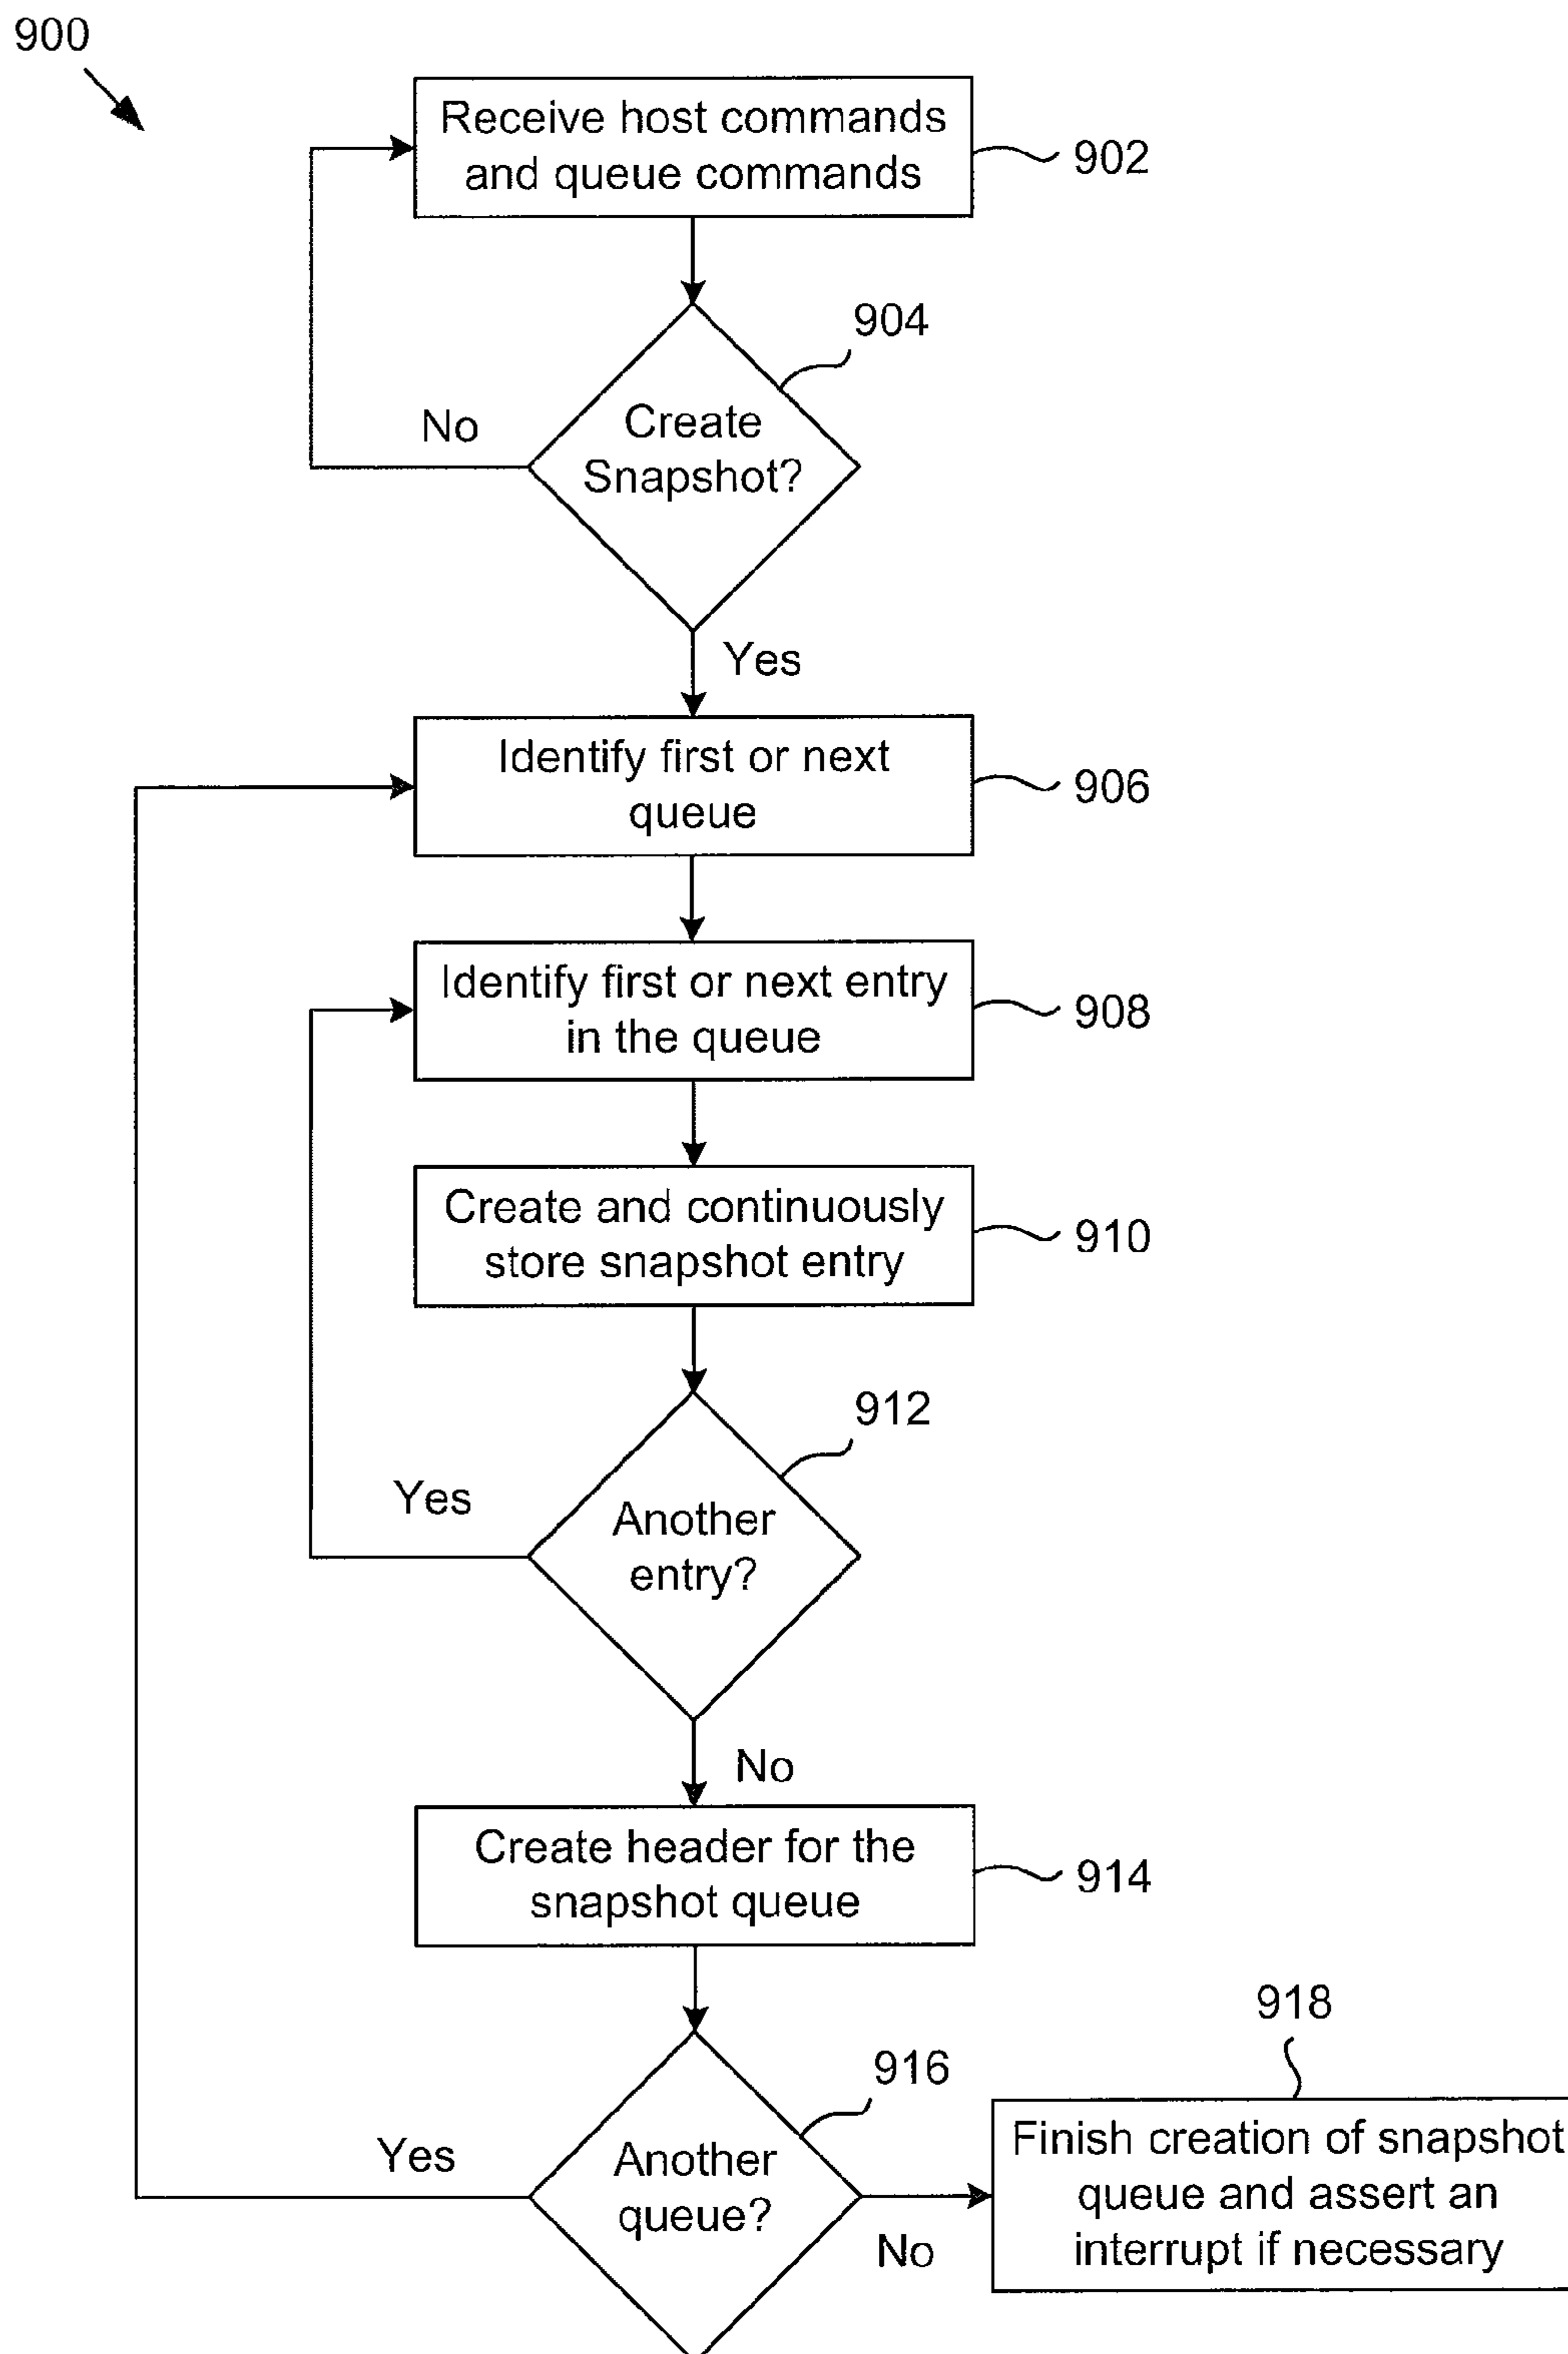 900
Receive host commands
and queue commands
902
904
Create
Snapshot?
No
Yes
Identify first or next
queue
906
Identify first or next entry
in the queue
908
Create and continuously
store snapshot entry
910
912
Another
entry?
Yes
No
Create header for the
snapshot queue
914
916
Another
queue?
Yes
No
918
Finish creation of snapshot
queue and assert an
interrupt if necessary